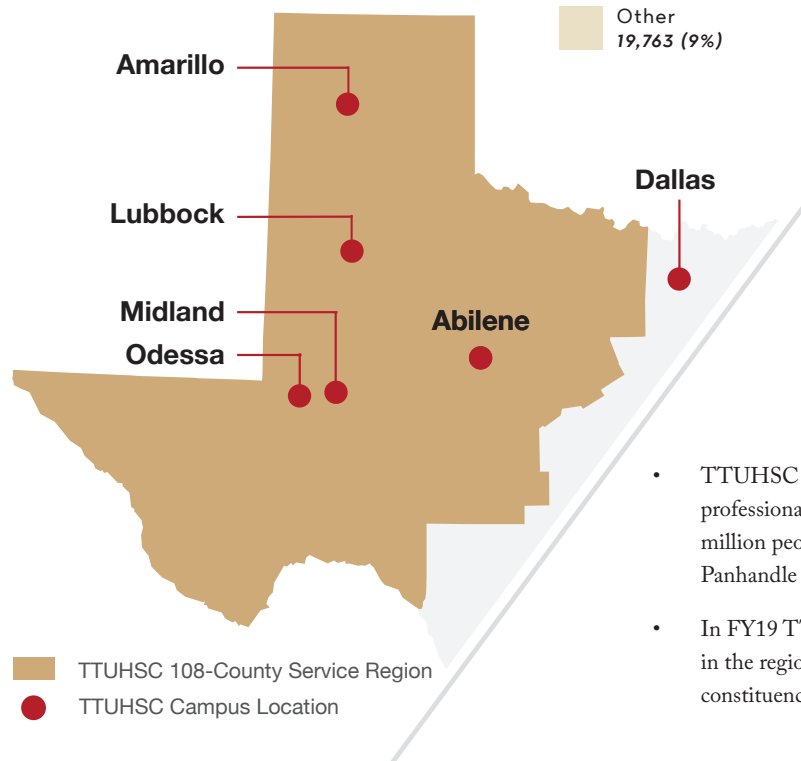 Other
19,763 (9%)
Amarillo
Dallas
Lubbock
Midland
Abilene
Odessa
• TTUHSC
professiona
million peo
Panhandle
• In FY19 TT
in the regio
constituenc
TTUHSC 108-County Service Region
TTUHSC Campus Location